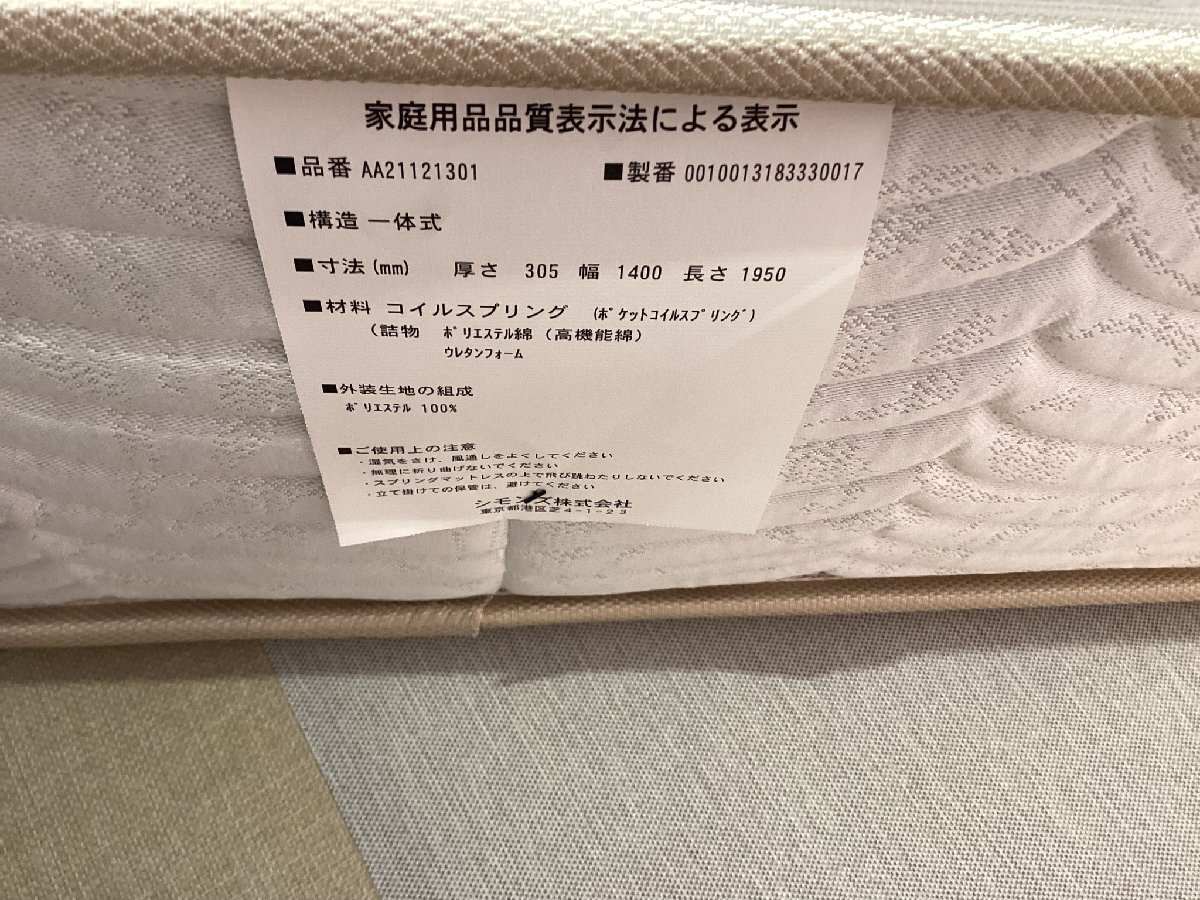 家庭用品品質表示法による表示
■品番 AA21121301 ■製番 0010013183330017
■構造 一体式
■寸法(mm) 厚さ 305 幅 1400 長さ 1950
■材料 コイルスプリング (ﾎﾟｹｯﾄｺｲﾙｽﾌﾟﾘﾝｸﾞ)
(詰物 ﾎﾟﾘｴｽﾃﾙ綿(高機能綿)
ｳﾚﾀﾝﾌｫｰﾑ
■外装生地の組成
ﾎﾟﾘｴｽﾃﾙ 100%
■ご使用上の注意
・湿気をさけ、風通しをよくしてください
・無理に折り曲げないでください
・スプリングマットレスの上で飛び跳ねたりしないでください
・立て掛けての保管は、避けてください
シモンズ株式会社
東京都港区芝4-1-23